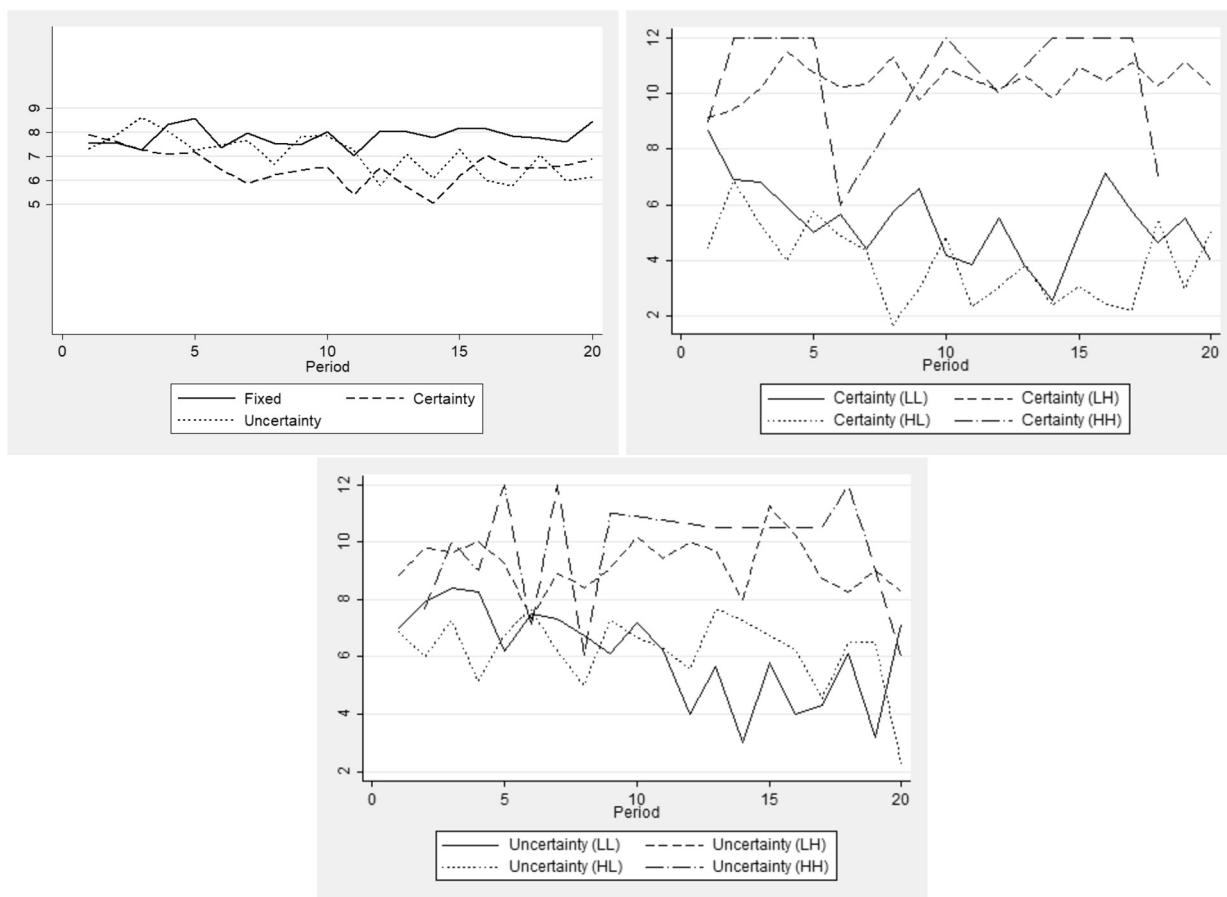 9
8
7
6
5
0 5 10 15 20
Period
Fixed Certainty
Uncertainty
12
10
8
6
4
2
0 5 10 15 20
Period
Certainty (LL) Certainty (LH)
Certainty (HL) Certainty (HH)
12
10
8
6
4
2
0 5 10 15 20
Period
Uncertainty (LL) Uncertainty (LH)
Uncertainty (HL) Uncertainty (HH)